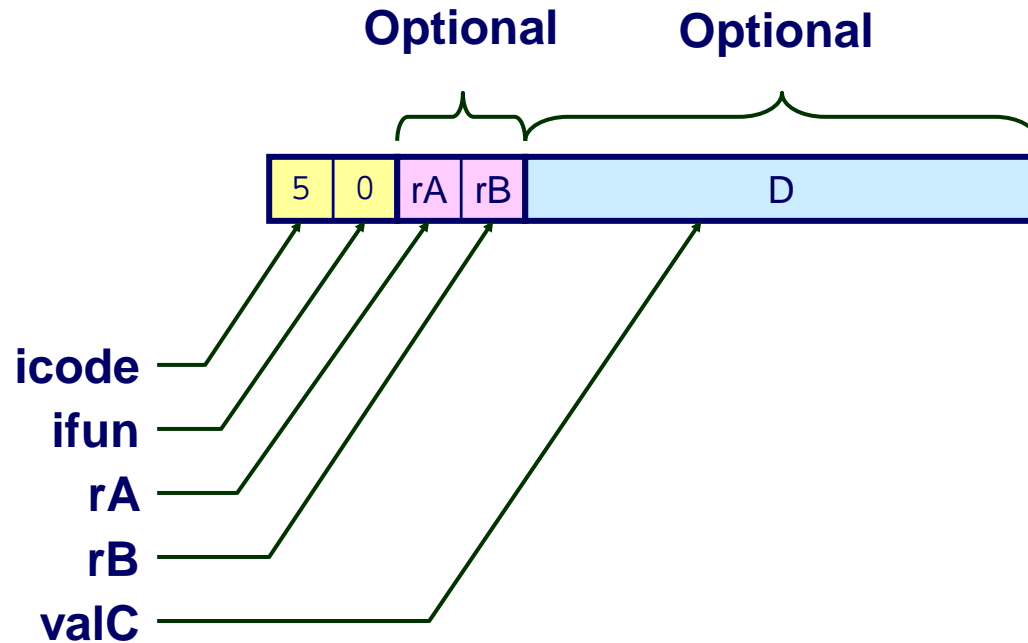 Optional Optional
5 0 rA rB D
icode
ifun
rA
rB
valC